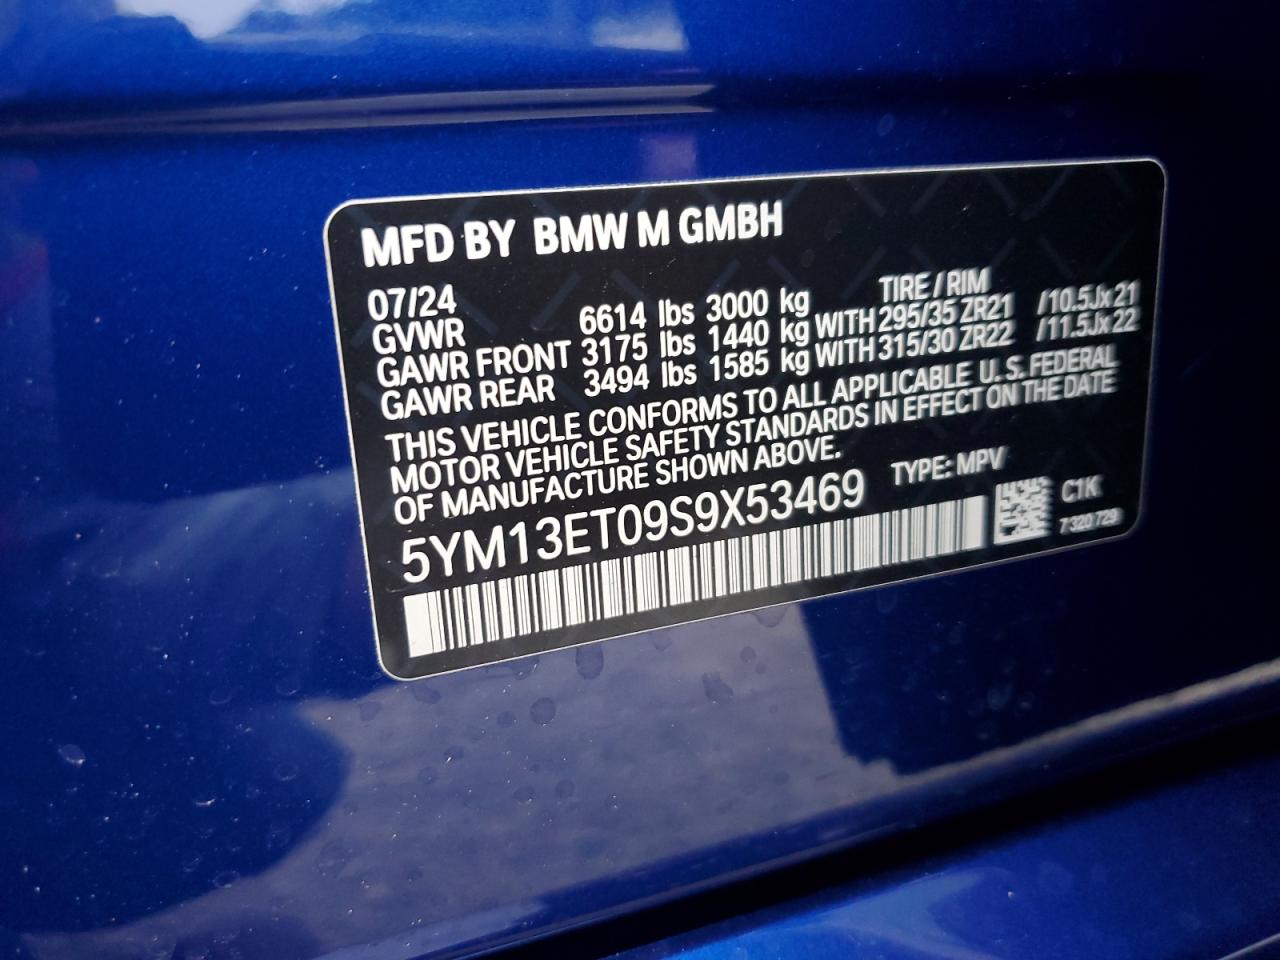 MFD BY BMW M GMBH
07/24
TIRE / RIM
GVWR 6614 lbs 3000 kg
GAWR FRONT 3175 lbs 1440 kg WITH 295/35 ZR21 /10.5Jx21
GAWR REAR 3494 lbs 1585 kg WITH 315/30 ZR22 /11.5Jx22
THIS VEHICLE CONFORMS TO ALL APPLICABLE U.S. FEDERAL
MOTOR VEHICLE SAFETY STANDARDS IN EFFECT ON THE DATE
OF MANUFACTURE SHOWN ABOVE.
5YM13ET09S9X53469 TYPE: MPV
C1K
7 320 729